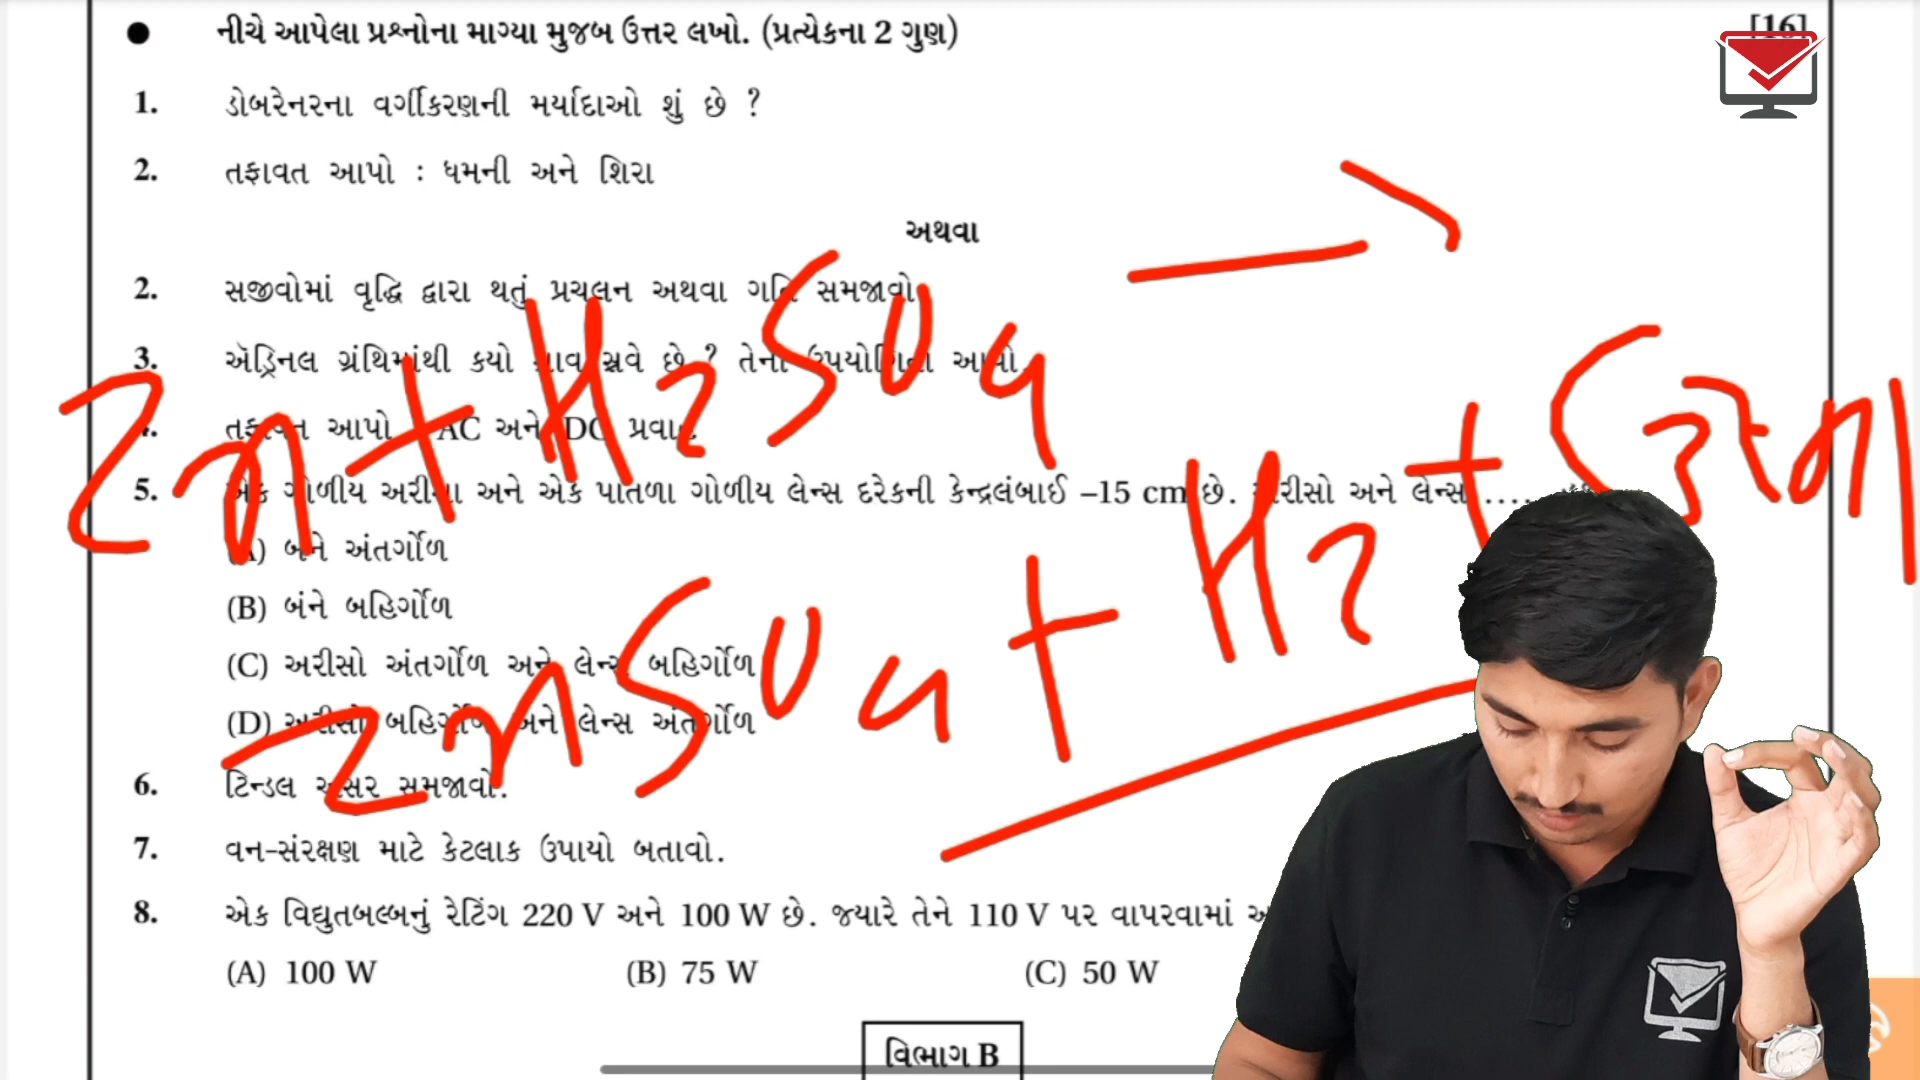 ● નીચે આપેલા પ્રશ્નોના માગ્યા મુજબ ઉત્તર લખો. (પ્રત્યેકના 2 ગુણ) [16]
1. ડોબરેનરના વર્ગીકરણની મર્યાદાઓ શું છે ?
2. તફાવત આપો : ધમની અને શિરા
અથવા
2. સજીવોમાં વૃદ્ધિ દ્વારા થતું પ્રચલન અથવા ગતિ સમજાવો.
3. ઍડ્રિનલ ગ્રંથિમાંથી કયો સ્રાવ સ્રવે છે ? તેની ઉપયોગિતા આપો.
Zn + H2SO4 →
તફાવત આપો AC અને DC પ્રવાહ
5. એક ગોળીય અરીસા અને એક પાતળા ગોળીય લેન્સ દરેકની કેન્દ્રલંબાઈ –15 cm છે. અરીસો અને લેન્સ .....
(A) બંને અંતર્ગોળ
(B) બંને બહિર્ગોળ
ZnSO4 + H2 +
(C) અરીસો અંતર્ગોળ અને લેન્સ બહિર્ગોળ
(D) અરીસો બહિર્ગોળ અને લેન્સ અંતર્ગોળ
6. ટિન્ડલ અસર સમજાવો.
7. વન-સંરક્ષણ માટે કેટલાક ઉપાયો બતાવો.
8. એક વિદ્યુતબલ્બનું રેટિંગ 220 V અને 100 W છે. જ્યારે તેને 110 V પર વાપરવામાં
(A) 100 W (B) 75 W (C) 50 W
વિભાગ B